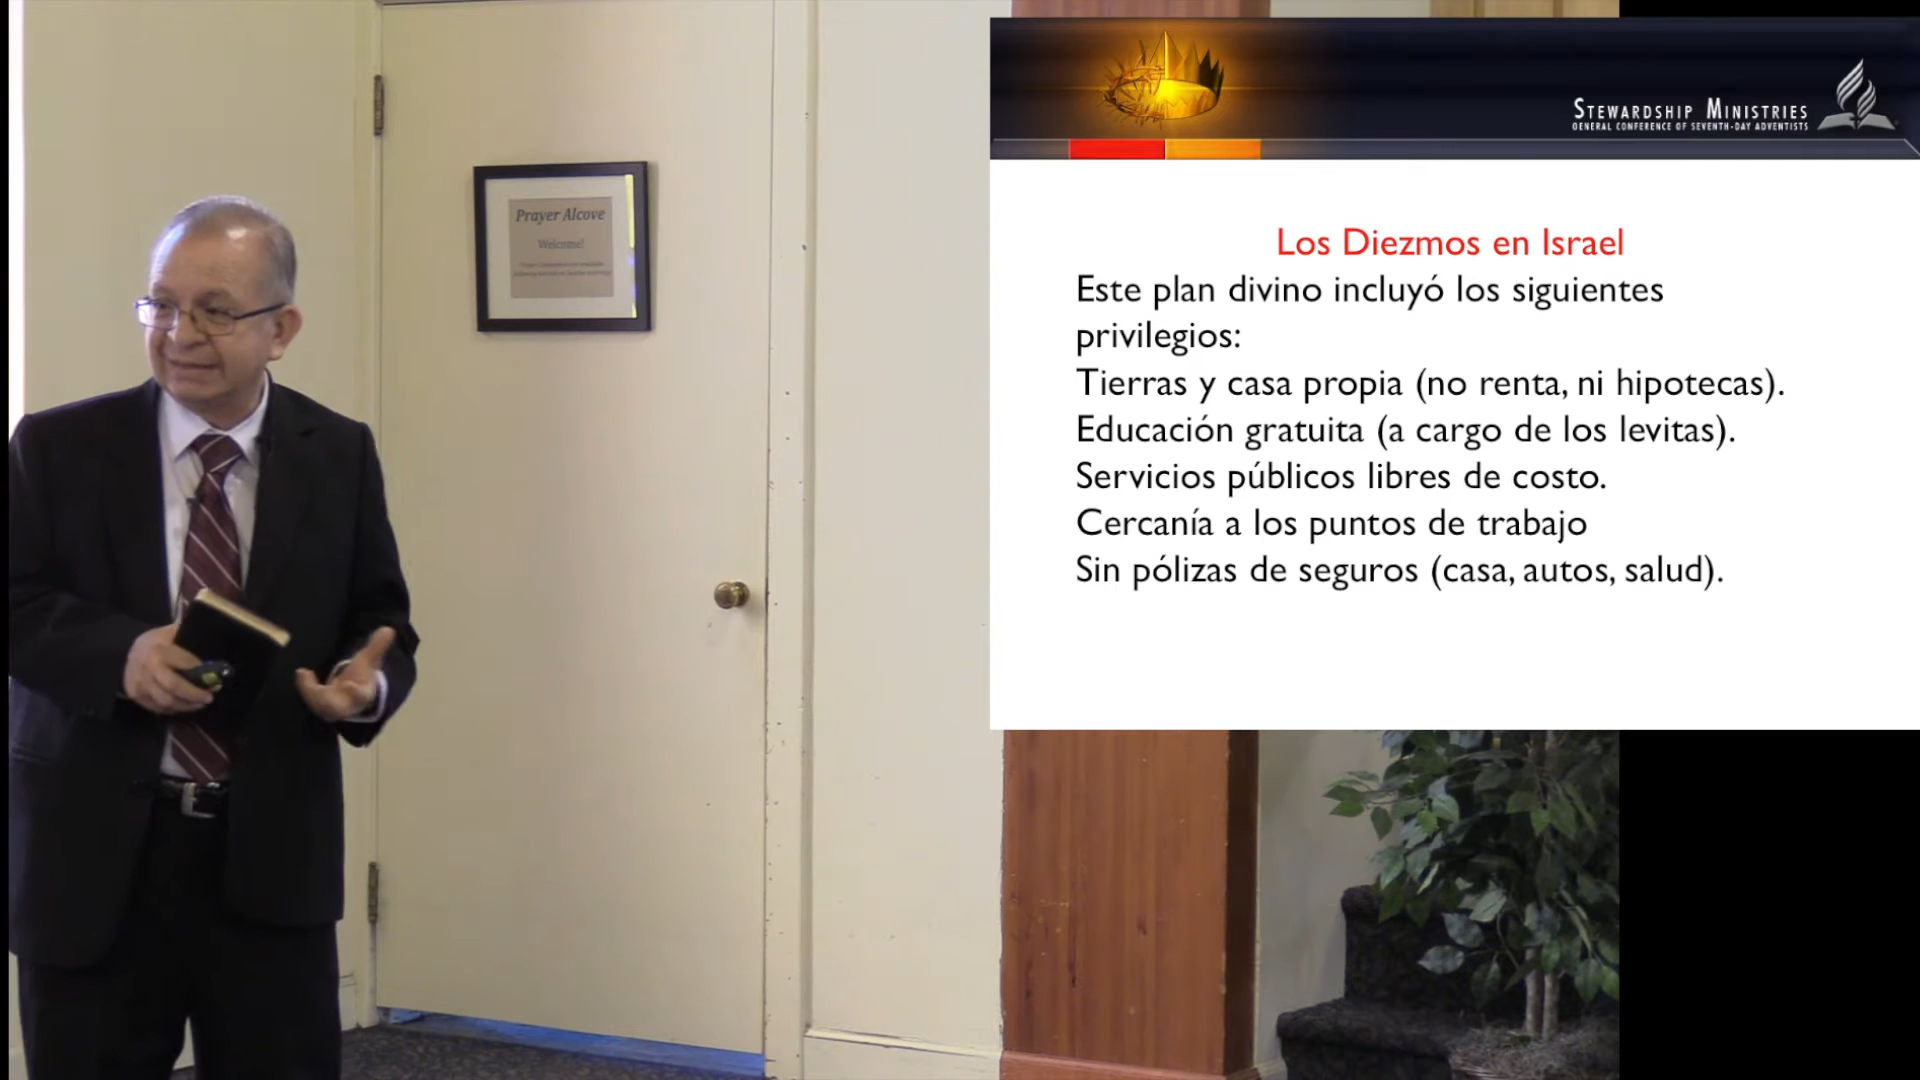 Prayer Alcove
Welcome!
STEWARDSHIP MINISTRIES
GENERAL CONFERENCE OF SEVENTH-DAY ADVENTISTS
Los Diezmos en Israel
Este plan divino incluyó los siguientes
privilegios:
Tierras y casa propia (no renta, ni hipotecas).
Educación gratuita (a cargo de los levitas).
Servicios públicos libres de costo.
Cercanía a los puntos de trabajo
Sin pólizas de seguros (casa, autos, salud).